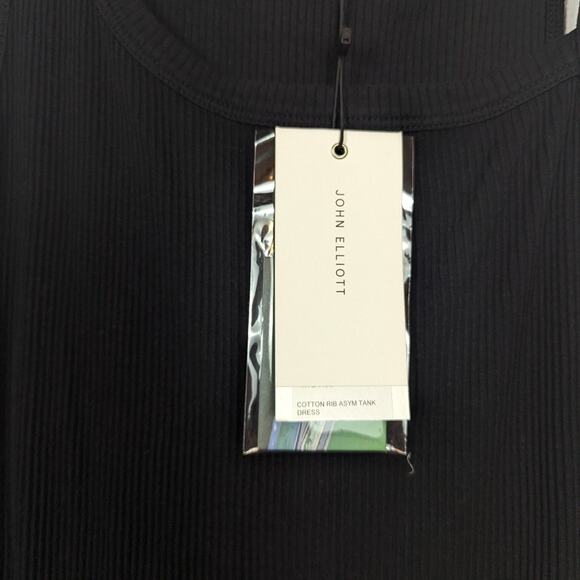 JOHN ELLIOTT
COTTON RIB ASYM TANK
DRESS